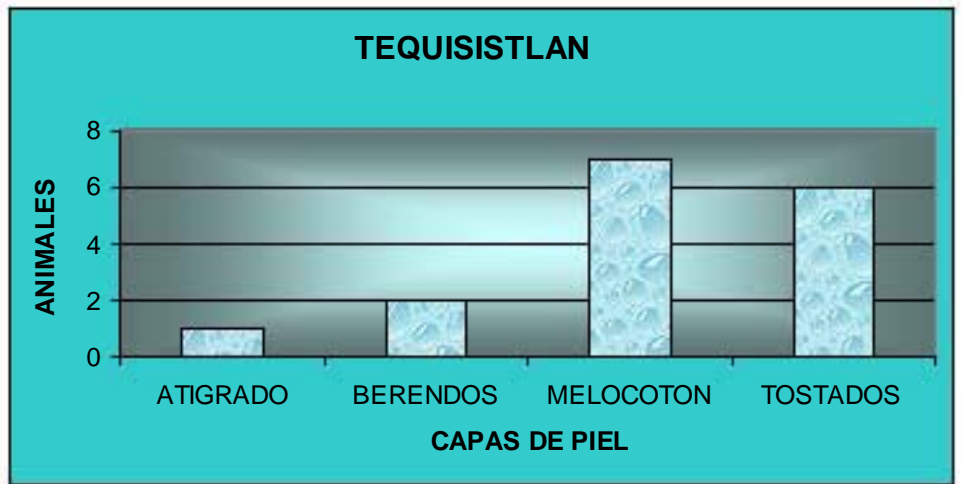 TEQUISISTLAN
8
6
4
2
0
ANIMALES
ATIGRADO BERENDOS MELOCOTON TOSTADOS
CAPAS DE PIEL